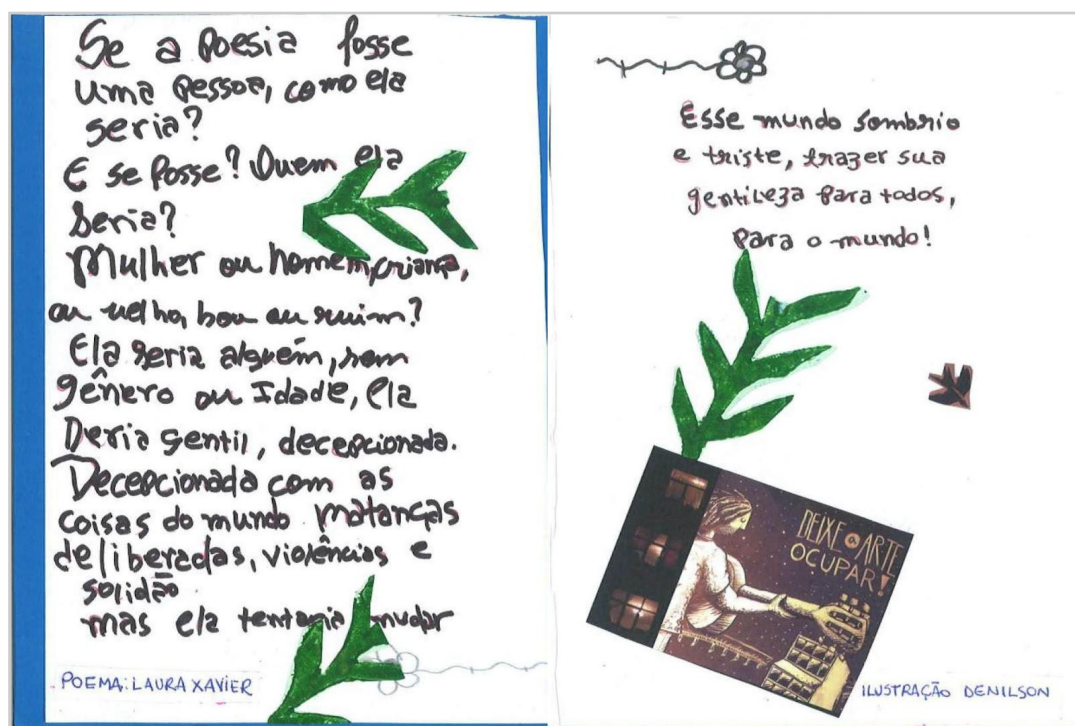 Se a Poesia fosse
uma pessoa, como ela
seria?
E se fosse? Quem ela
seria?
Mulher ou homem, criança,
ou velho, bou ou ruim?
Ela seria alguém, sem
gênero ou Idade, ela
Seria gentil, decepcionada.
Decepcionada com as
coisas do mundo matanças
deliberadas, violências e
solidão
mas ela tentaria mudar
POEMA: LAURA XAVIER
Esse mundo sombrio
e triste, trazer sua
gentileza para todos,
Para o mundo!
DEIXE a ARTE
OCUPAR!
ILUSTRAÇÃO DENILSON